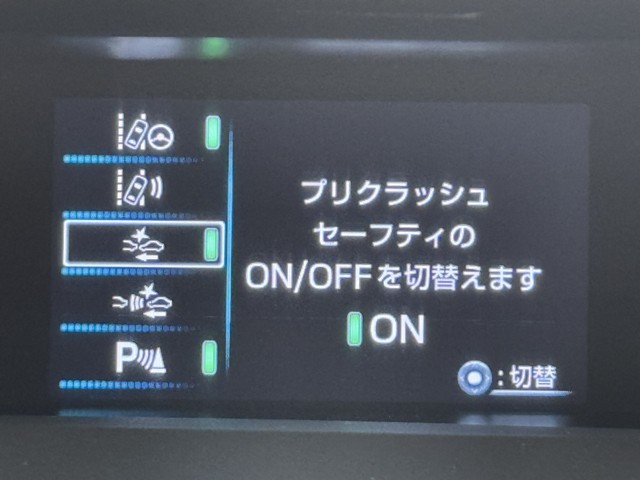 プリクラッシュ
セーフティの
ON/OFFを切替えます
ON
P
:切替